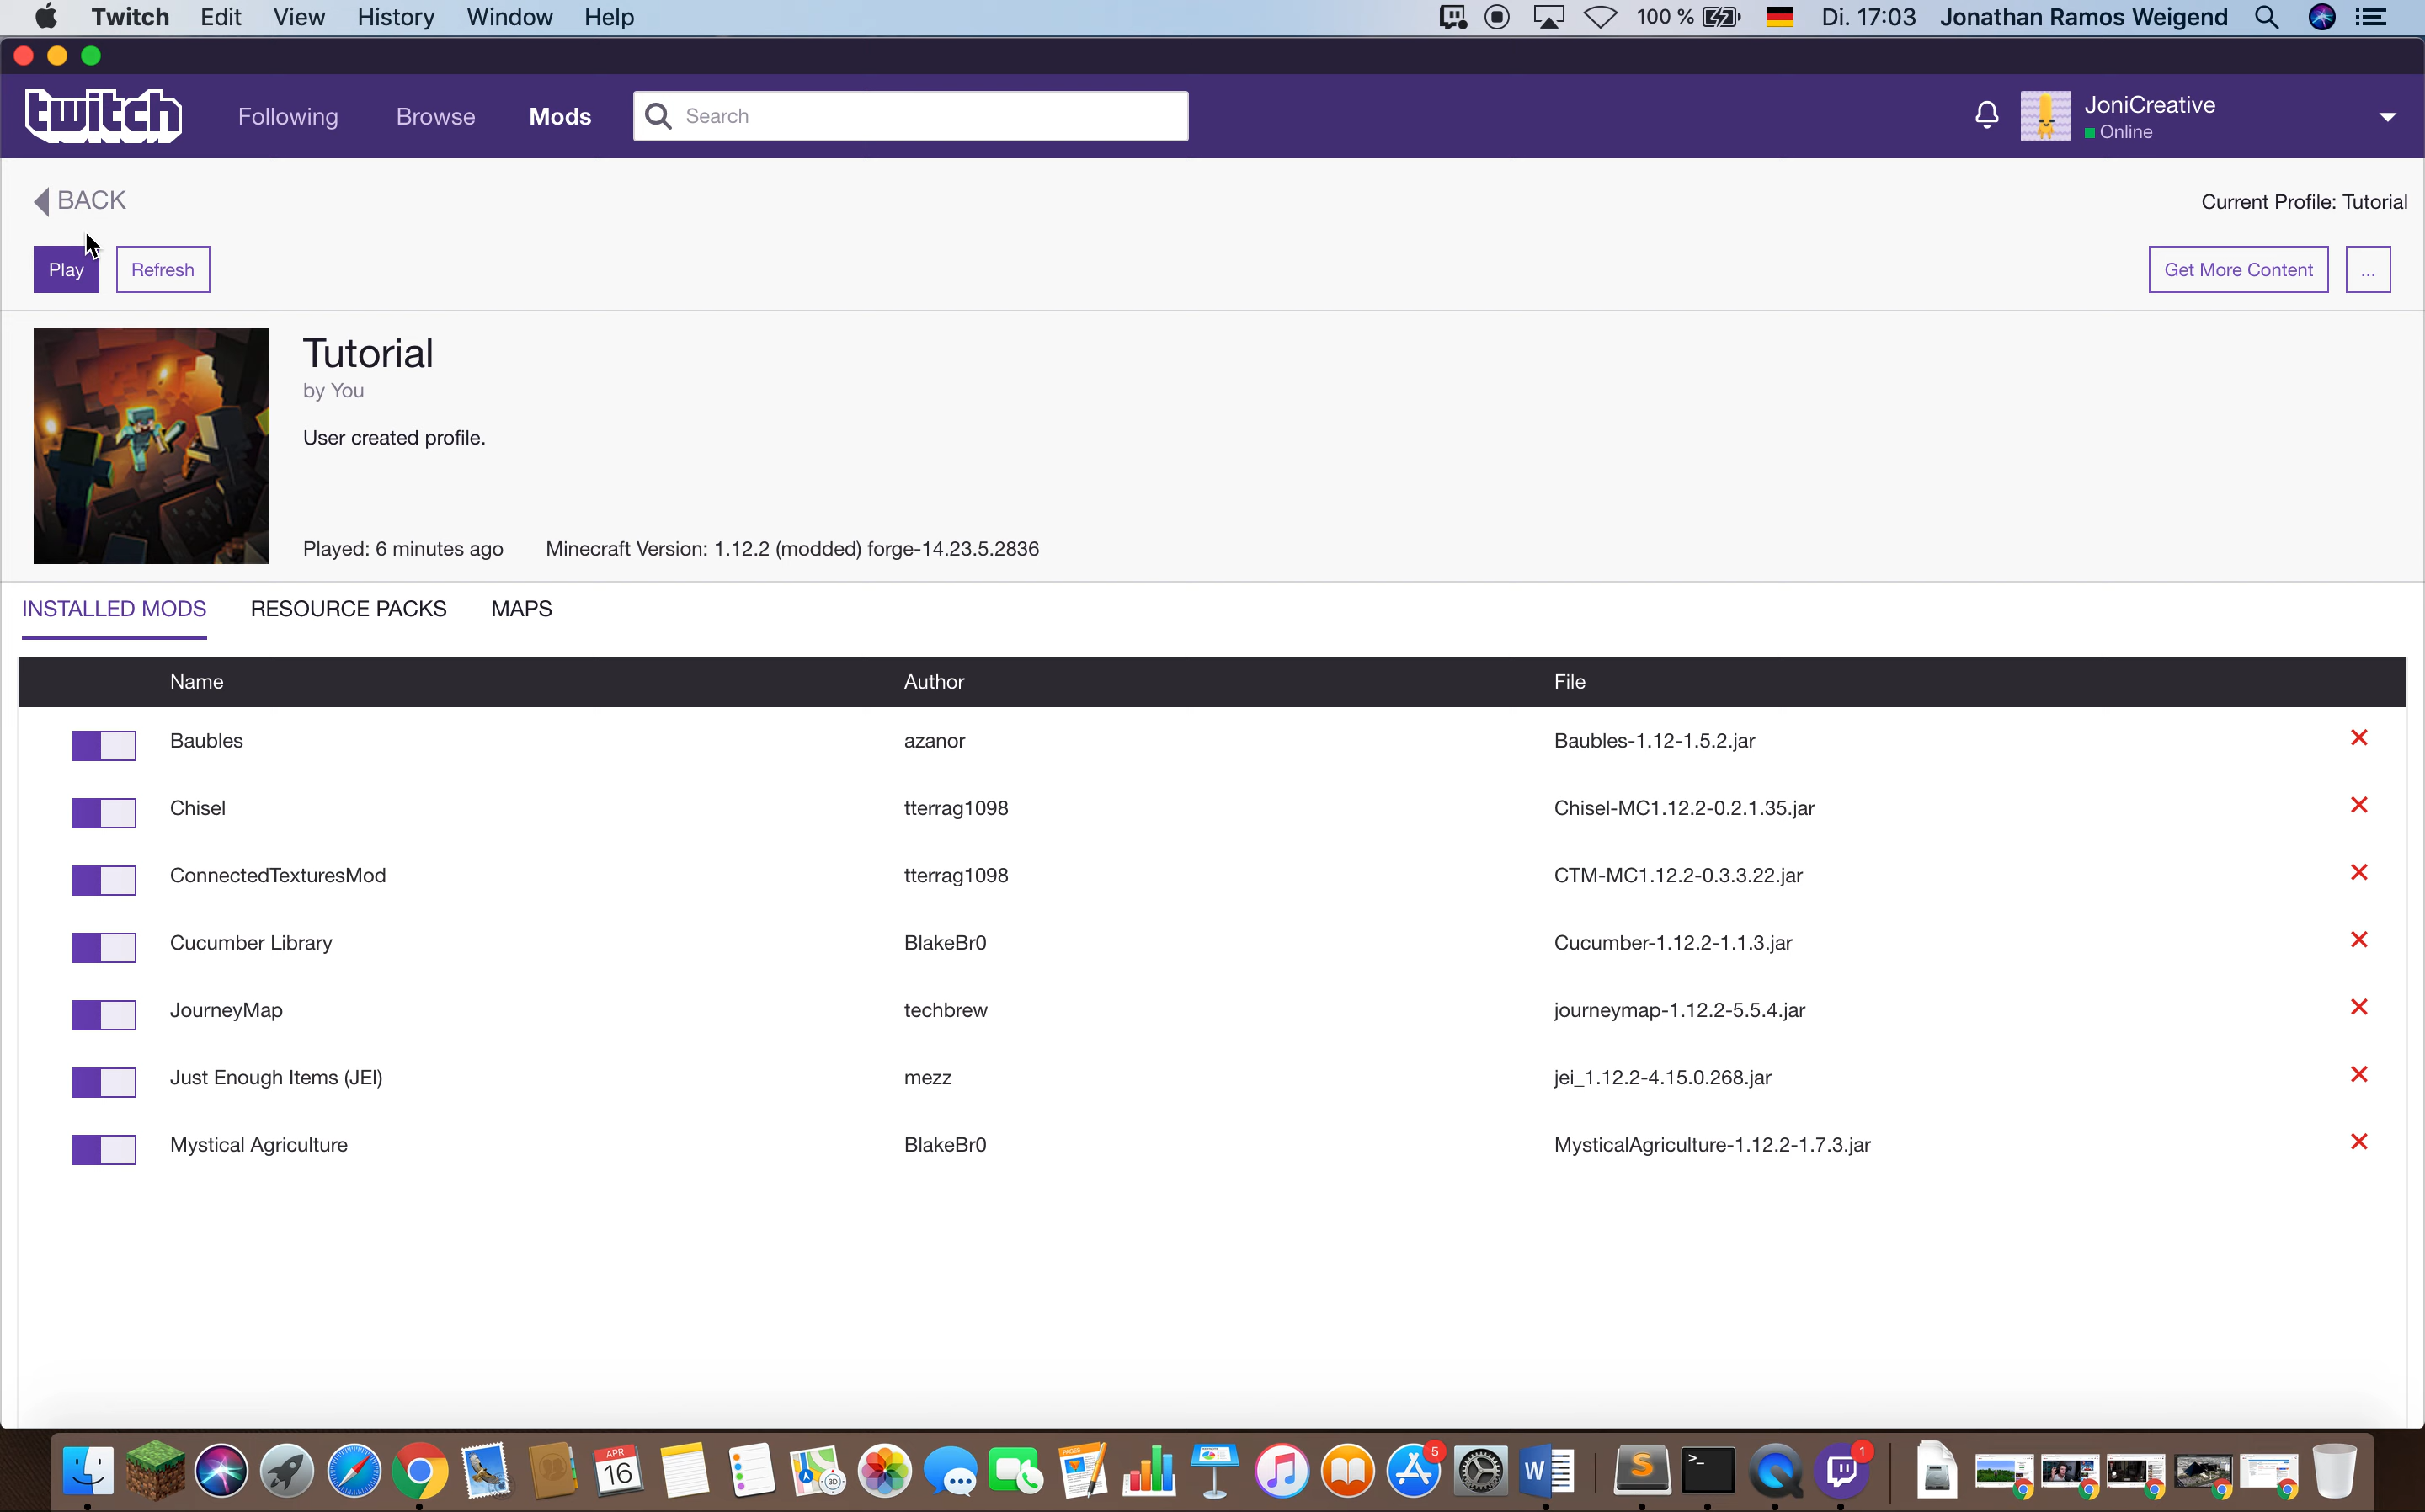 Twitch Edit View History Window Help 100 % Di. 17:03 Jonathan Ramos Weigend
twitch Following Browse Mods Search JoniCreative
Online
BACK Current Profile: Tutorial
Play Refresh Get More Content ...
Tutorial
by You
User created profile.
Played: 6 minutes ago Minecraft Version: 1.12.2 (modded) forge-14.23.5.2836
INSTALLED MODS RESOURCE PACKS MAPS
Name Author File
Baubles azanor Baubles-1.12-1.5.2.jar
Chisel tterrag1098 Chisel-MC1.12.2-0.2.1.35.jar
ConnectedTexturesMod tterrag1098 CTM-MC1.12.2-0.3.3.22.jar
Cucumber Library BlakeBr0 Cucumber-1.12.2-1.1.3.jar
JourneyMap techbrew journeymap-1.12.2-5.5.4.jar
Just Enough Items (JEI) mezz jei_1.12.2-4.15.0.268.jar
Mystical Agriculture BlakeBr0 MysticalAgriculture-1.12.2-1.7.3.jar
APR
16
3D
PAGES
5
W
S
>_
1